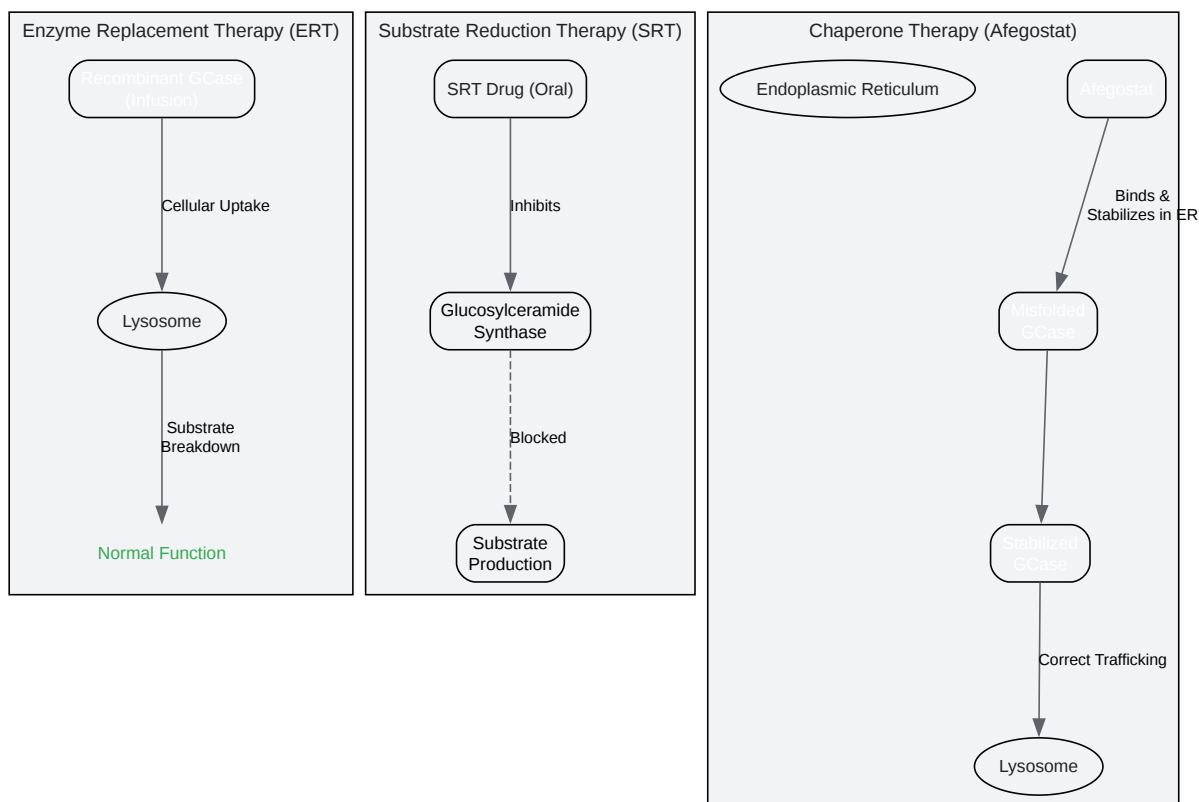 Enzyme Replacement Therapy (ERT)
Recombinant GCase
(Infusion)
Cellular Uptake
Lysosome
Substrate
Breakdown
Normal Function
Substrate Reduction Therapy (SRT)
SRT Drug (Oral)
Inhibits
Glucosylceramide
Synthase
Blocked
Substrate
Production
Chaperone Therapy (Afegostat)
Endoplasmic Reticulum
Afegostat
Binds &
Stabilizes in ER
Misfolded
GCase
Stabilized
GCase
Correct Trafficking
Lysosome